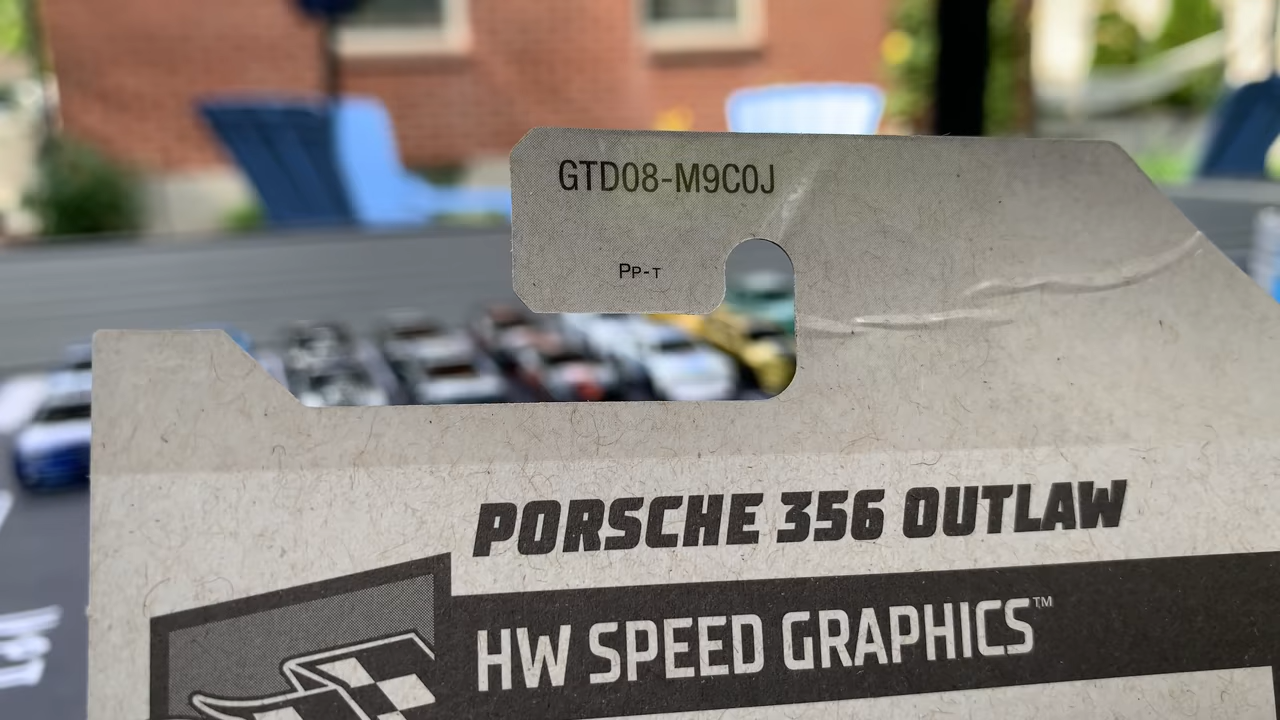 GTD08-M9C0J
PP-T
PORSCHE 356 OUTLAW
HW SPEED GRAPHICS™